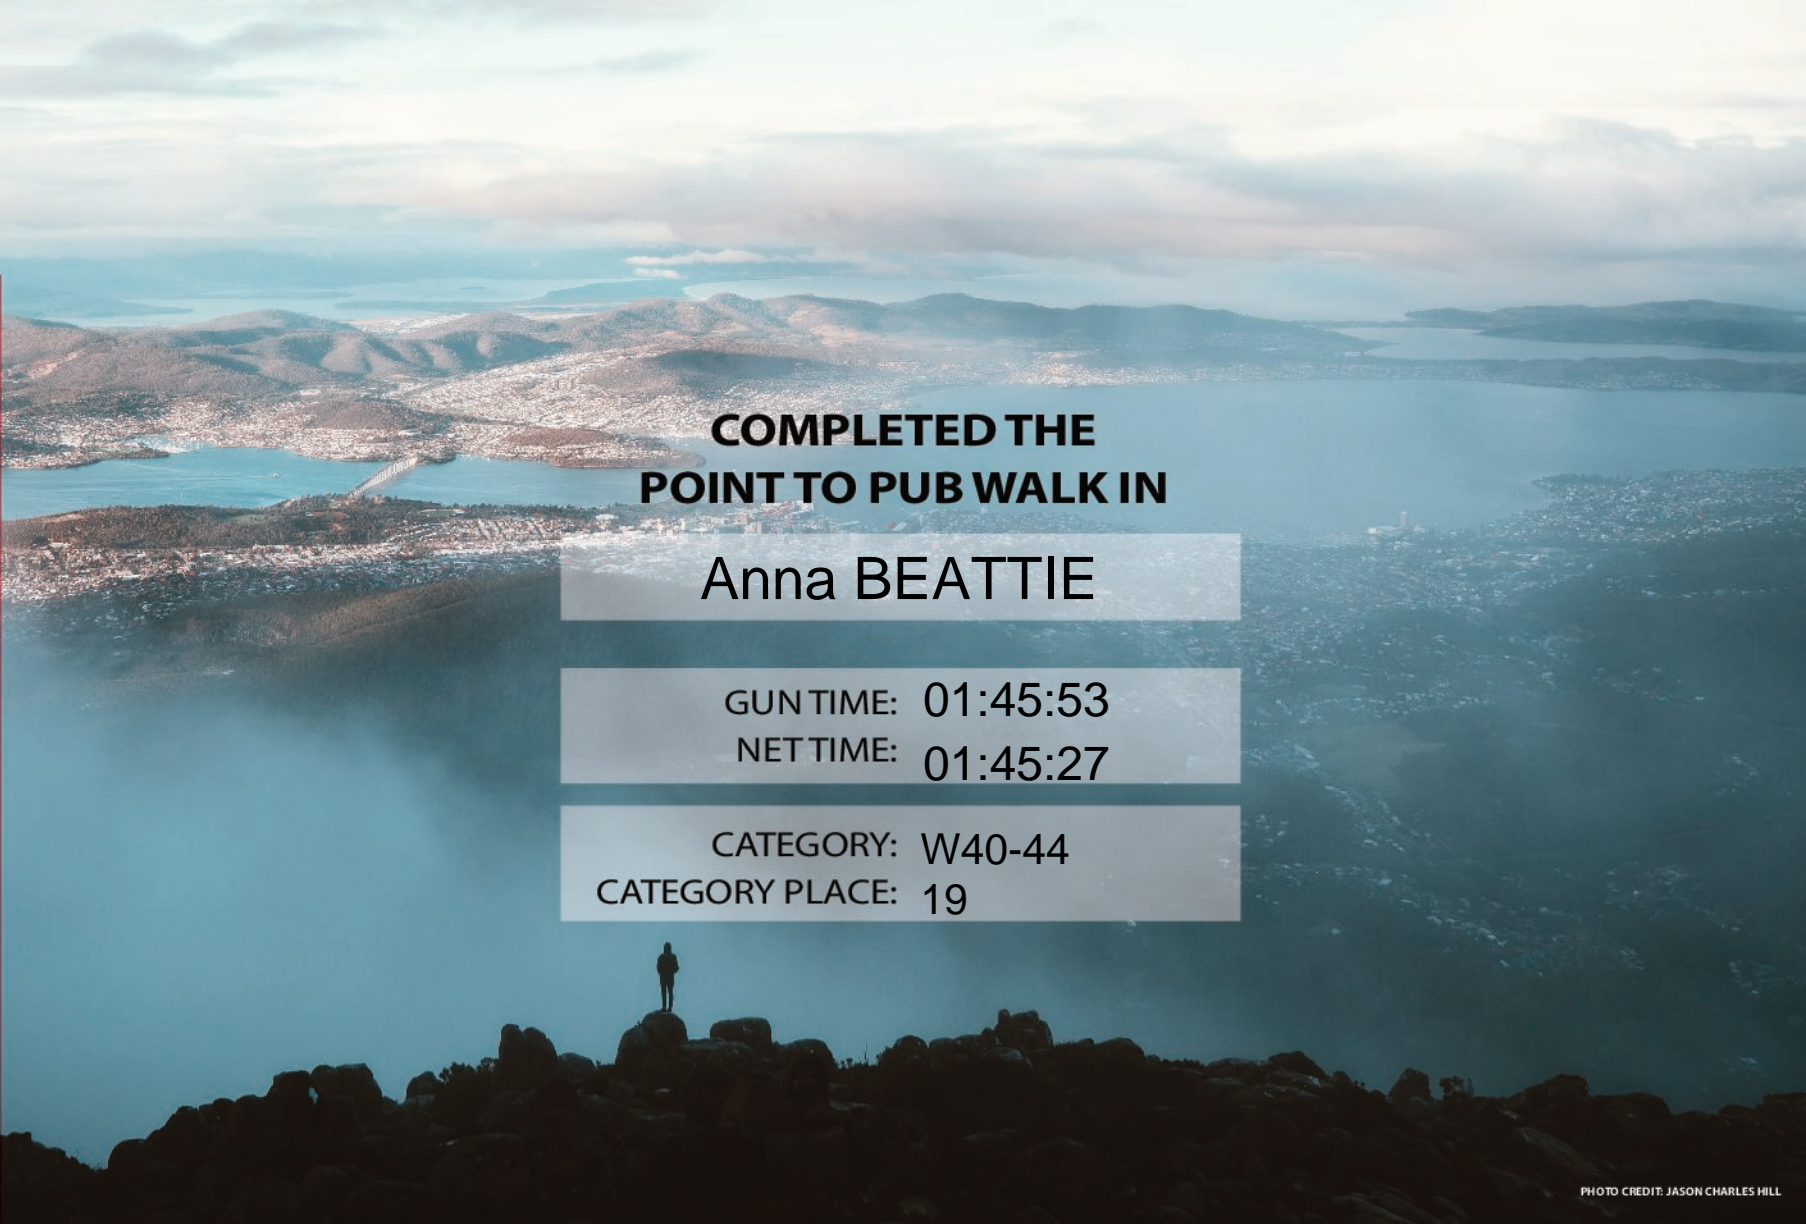 COMPLETED THE
POINT TO PUB WALK IN
Anna BEATTIE
GUN TIME: 01:45:53
NET TIME: 01:45:27
CATEGORY: W40-44
CATEGORY PLACE: 19
PHOTO CREDIT: JASON CHARLES HILL